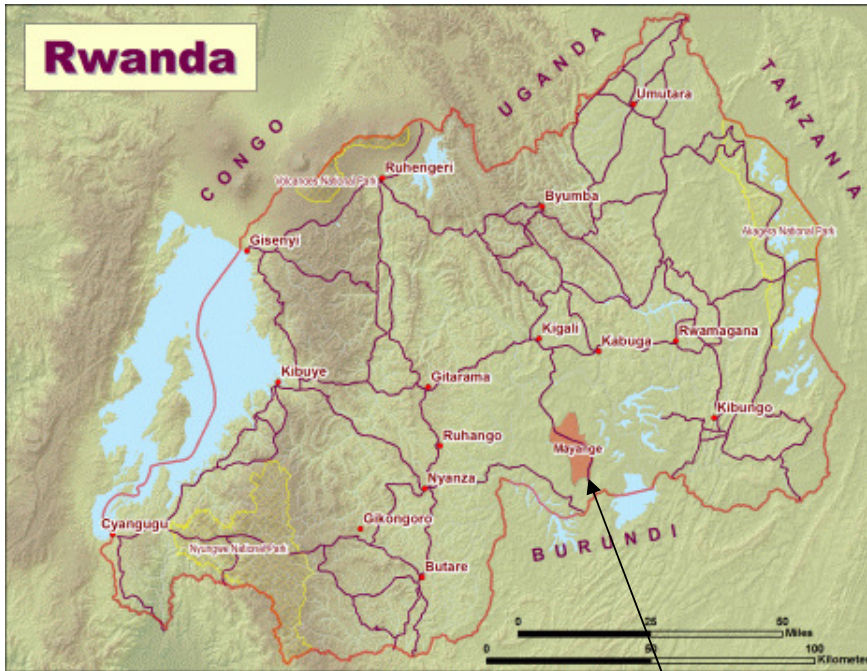 Rwanda
UGANDA
TANZANIA
CONGO
Umutara
Volcanoes National Park
Ruhengeri
Byumba
Akagera National Park
Gisenyi
Kigali
Kabuga
Rwamagana
Kibuye
Gitarama
Kibungo
Ruhango
Mayange
Nyanza
Gikongoro
Cyangugu
Nyungwe National Park
BURUNDI
Butare
0 25 50
Miles
0 50 100
Kilometer